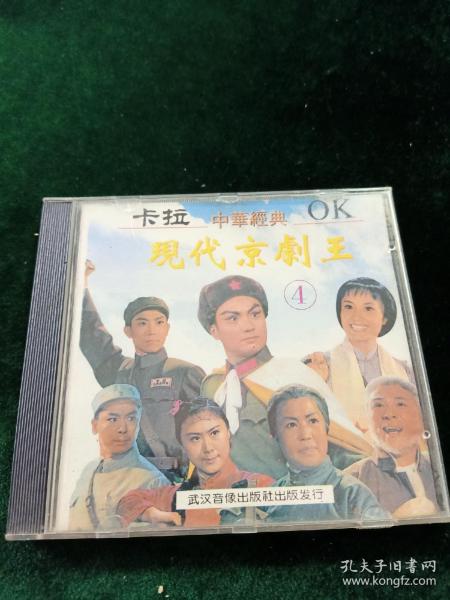 卡拉 中華經典 OK
現代京劇王
4
武汉音像出版社出版发行
孔夫子旧书网
www.kongfz.com